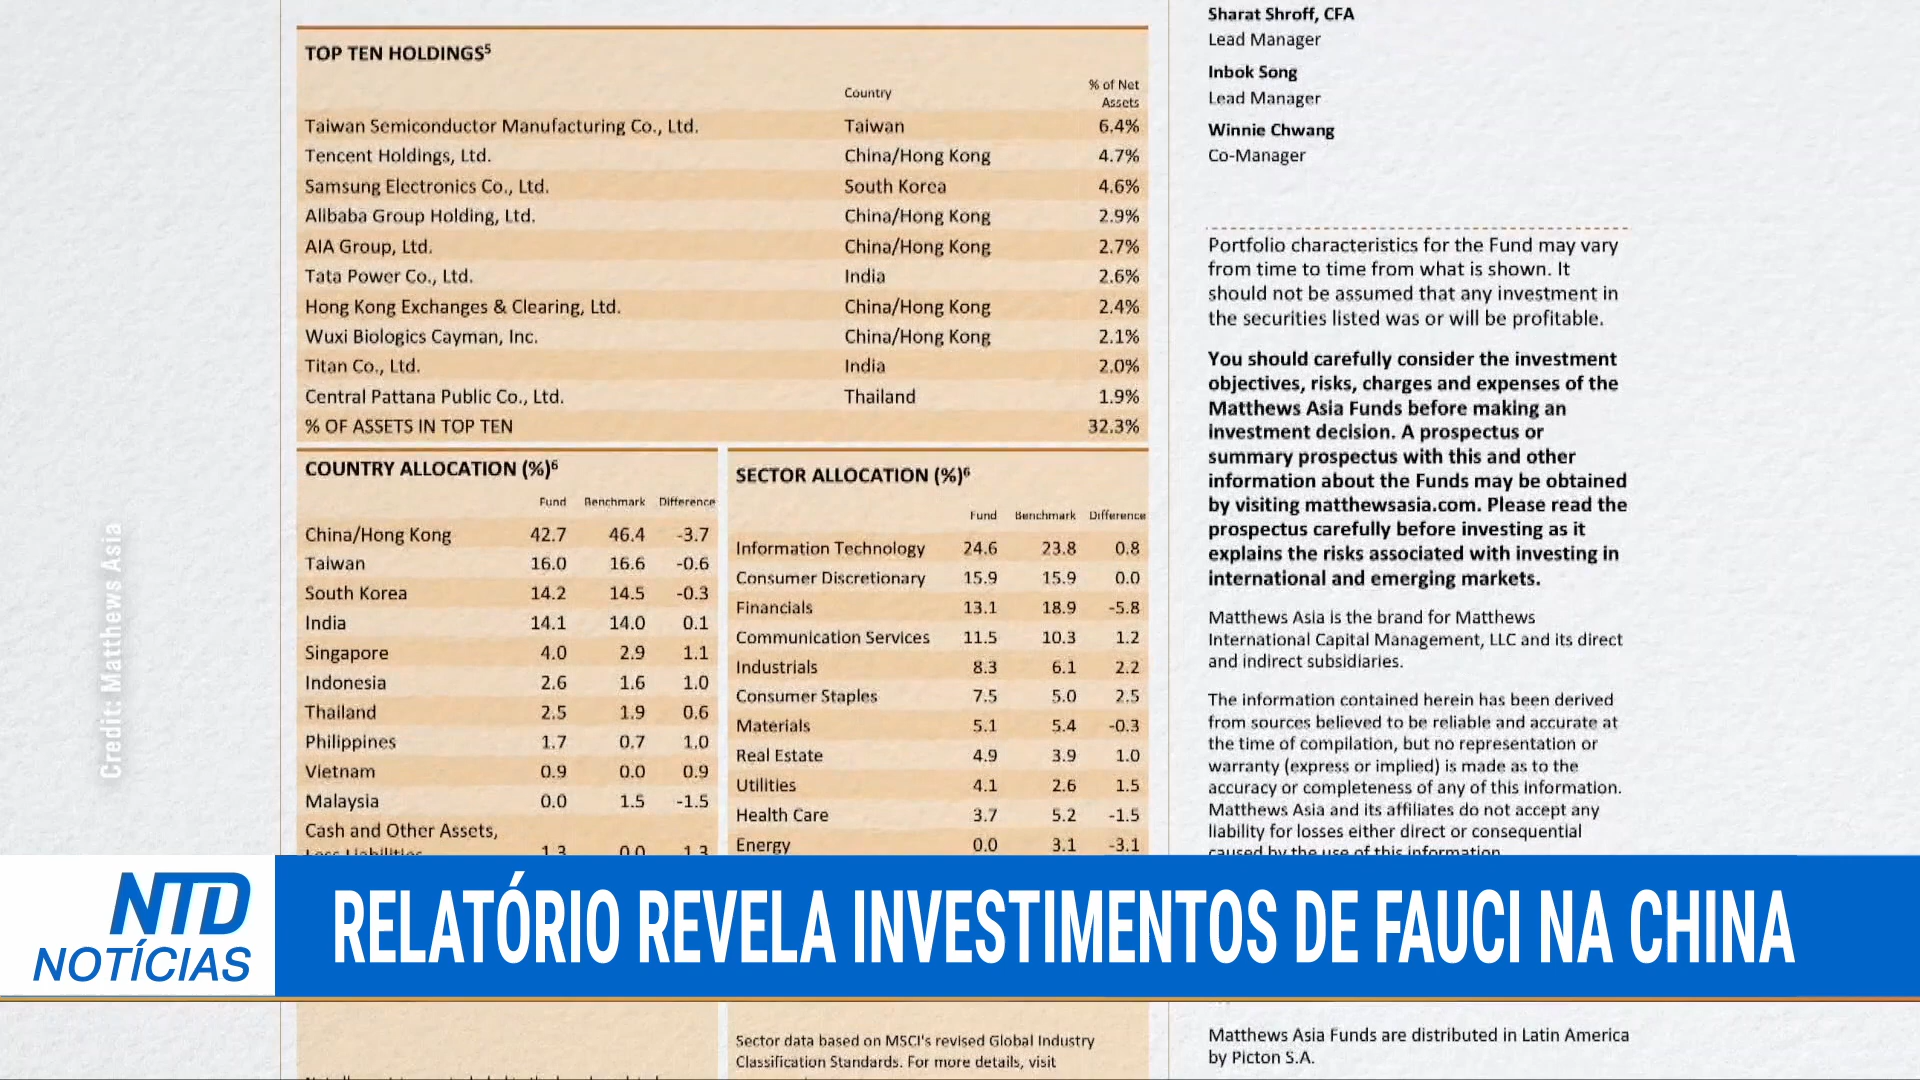 TOP TEN HOLDINGS5
Country % of Net Assets
Taiwan Semiconductor Manufacturing Co., Ltd. Taiwan 6.4%
Tencent Holdings, Ltd. China/Hong Kong 4.7%
Samsung Electronics Co., Ltd. South Korea 4.6%
Alibaba Group Holding, Ltd. China/Hong Kong 2.9%
AIA Group, Ltd. China/Hong Kong 2.7%
Tata Power Co., Ltd. India 2.6%
Hong Kong Exchanges & Clearing, Ltd. China/Hong Kong 2.4%
Wuxi Biologics Cayman, Inc. China/Hong Kong 2.1%
Titan Co., Ltd. India 2.0%
Central Pattana Public Co., Ltd. Thailand 1.9%
% OF ASSETS IN TOP TEN 32.3%
COUNTRY ALLOCATION (%)6
Fund Benchmark Difference
China/Hong Kong 42.7 46.4 -3.7
Taiwan 16.0 16.6 -0.6
South Korea 14.2 14.5 -0.3
India 14.1 14.0 0.1
Singapore 4.0 2.9 1.1
Indonesia 2.6 1.6 1.0
Thailand 2.5 1.9 0.6
Philippines 1.7 0.7 1.0
Vietnam 0.9 0.0 0.9
Malaysia 0.0 1.5 -1.5
Cash and Other Assets,
Less Liabilities 1.3 0.0 1.3
SECTOR ALLOCATION (%)6
Fund Benchmark Difference
Information Technology 24.6 23.8 0.8
Consumer Discretionary 15.9 15.9 0.0
Financials 13.1 18.9 -5.8
Communication Services 11.5 10.3 1.2
Industrials 8.3 6.1 2.2
Consumer Staples 7.5 5.0 2.5
Materials 5.1 5.4 -0.3
Real Estate 4.9 3.9 1.0
Utilities 4.1 2.6 1.5
Health Care 3.7 5.2 -1.5
Energy 0.0 3.1 -3.1
Sector data based on MSCI's revised Global Industry
Classification Standards. For more details, visit
Sharat Shroff, CFA
Lead Manager
Inbok Song
Lead Manager
Winnie Chwang
Co-Manager
Portfolio characteristics for the Fund may vary
from time to time from what is shown. It
should not be assumed that any investment in
the securities listed was or will be profitable.
You should carefully consider the investment
objectives, risks, charges and expenses of the
Matthews Asia Funds before making an
investment decision. A prospectus or
summary prospectus with this and other
information about the Funds may be obtained
by visiting matthewsasia.com. Please read the
prospectus carefully before investing as it
explains the risks associated with investing in
international and emerging markets.
Matthews Asia is the brand for Matthews
International Capital Management, LLC and its direct
and indirect subsidiaries.
The information contained herein has been derived
from sources believed to be reliable and accurate at
the time of compilation, but no representation or
warranty (express or implied) is made as to the
accuracy or completeness of any of this information.
Matthews Asia and its affiliates do not accept any
liability for losses either direct or consequential
caused by the use of this information.
Matthews Asia Funds are distributed in Latin America
by Picton S.A.
Credit: Matthews Asia
NTD
NOTÍCIAS
RELATÓRIO REVELA INVESTIMENTOS DE FAUCI NA CHINA